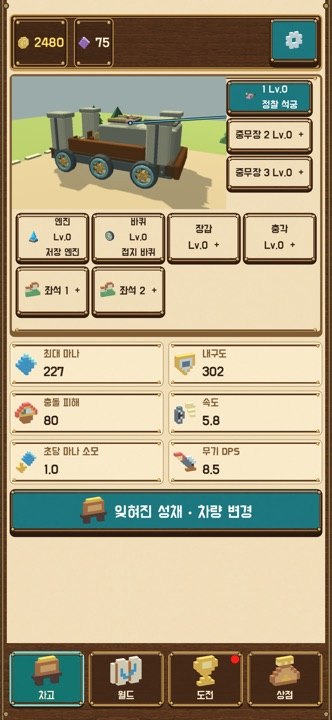 2480
75
1 Lv.0
정찰 석궁
중무장 2 Lv.0 +
중무장 3 Lv.0 +
엔진
Lv.0
저장 엔진
바퀴
Lv.0
접지 바퀴
장갑
Lv.0 +
충각
Lv.0 +
좌석 1 +
좌석 2 +
최대 마나
227
내구도
302
충돌 피해
80
속도
5.8
초당 마나 소모
1.0
무기 DPS
8.5
잊혀진 성채 · 차량 변경
차고
월드
도전
상점